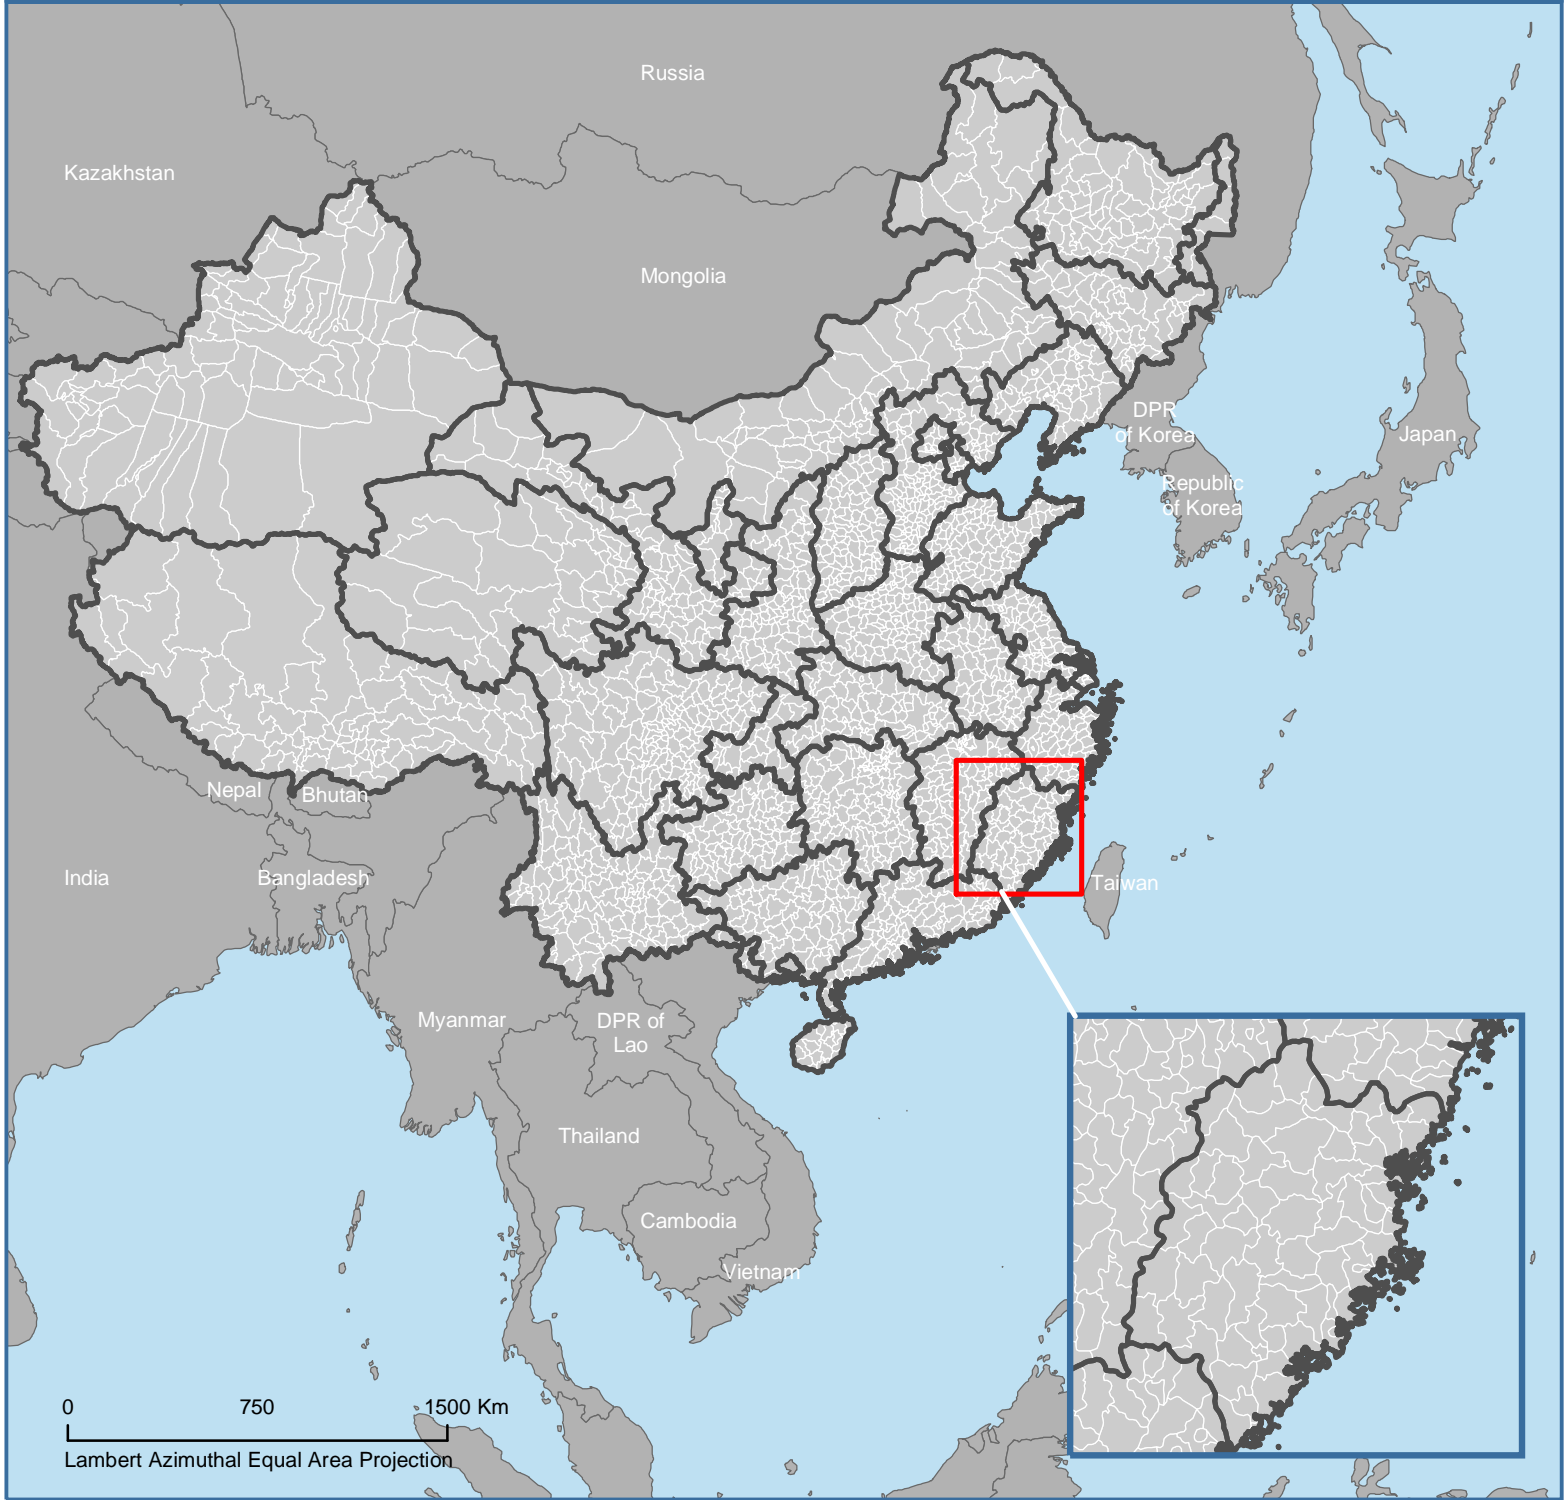 Russia
Kazakhstan
Mongolia
DPR
of Korea
Japan
Republic
of Korea
Nepal
Bhutan
India
Bangladesh
Taiwan
Myanmar
DPR of
Lao
Thailand
Cambodia
Vietnam
0 750 1500 Km
Lambert Azimuthal Equal Area Projection